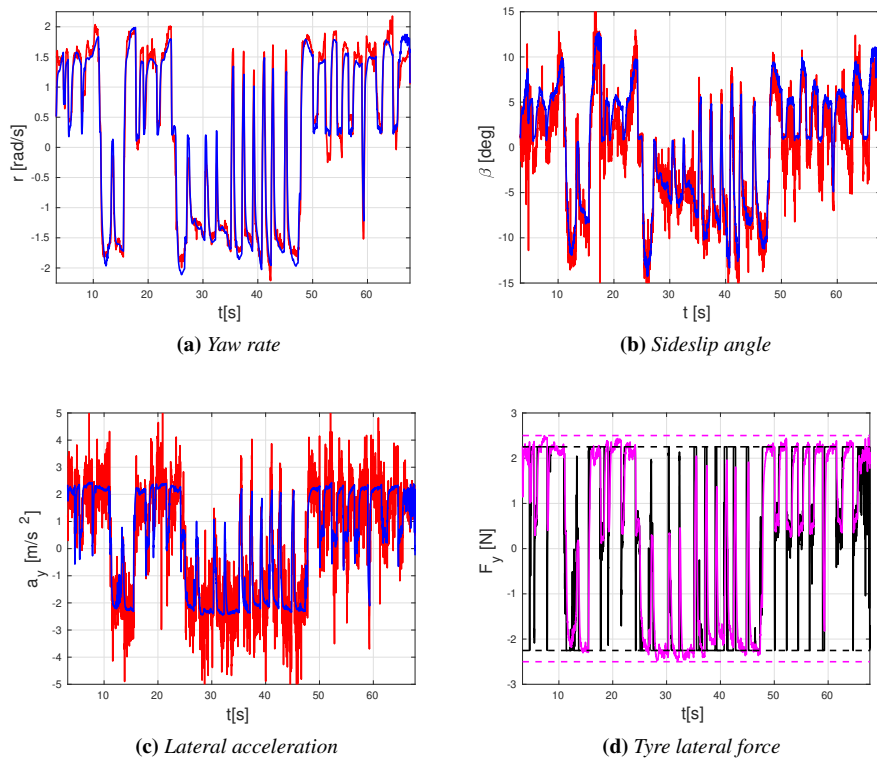 2
1.5
1
0.5
0
-0.5
-1
-1.5
-2
r [rad/s]
10 20 30 40 50 60
t[s]
(a) Yaw rate
15
10
5
0
-5
-10
-15
β [deg]
10 20 30 40 50 60
t [s]
(b) Sideslip angle
5
4
3
2
1
0
-1
-2
-3
-4
-5
a_y [m/s ²]
10 20 30 40 50 60
t[s]
(c) Lateral acceleration
3
2
1
0
-1
-2
-3
F_y [N]
10 20 30 40 50 60
t[s]
(d) Tyre lateral force